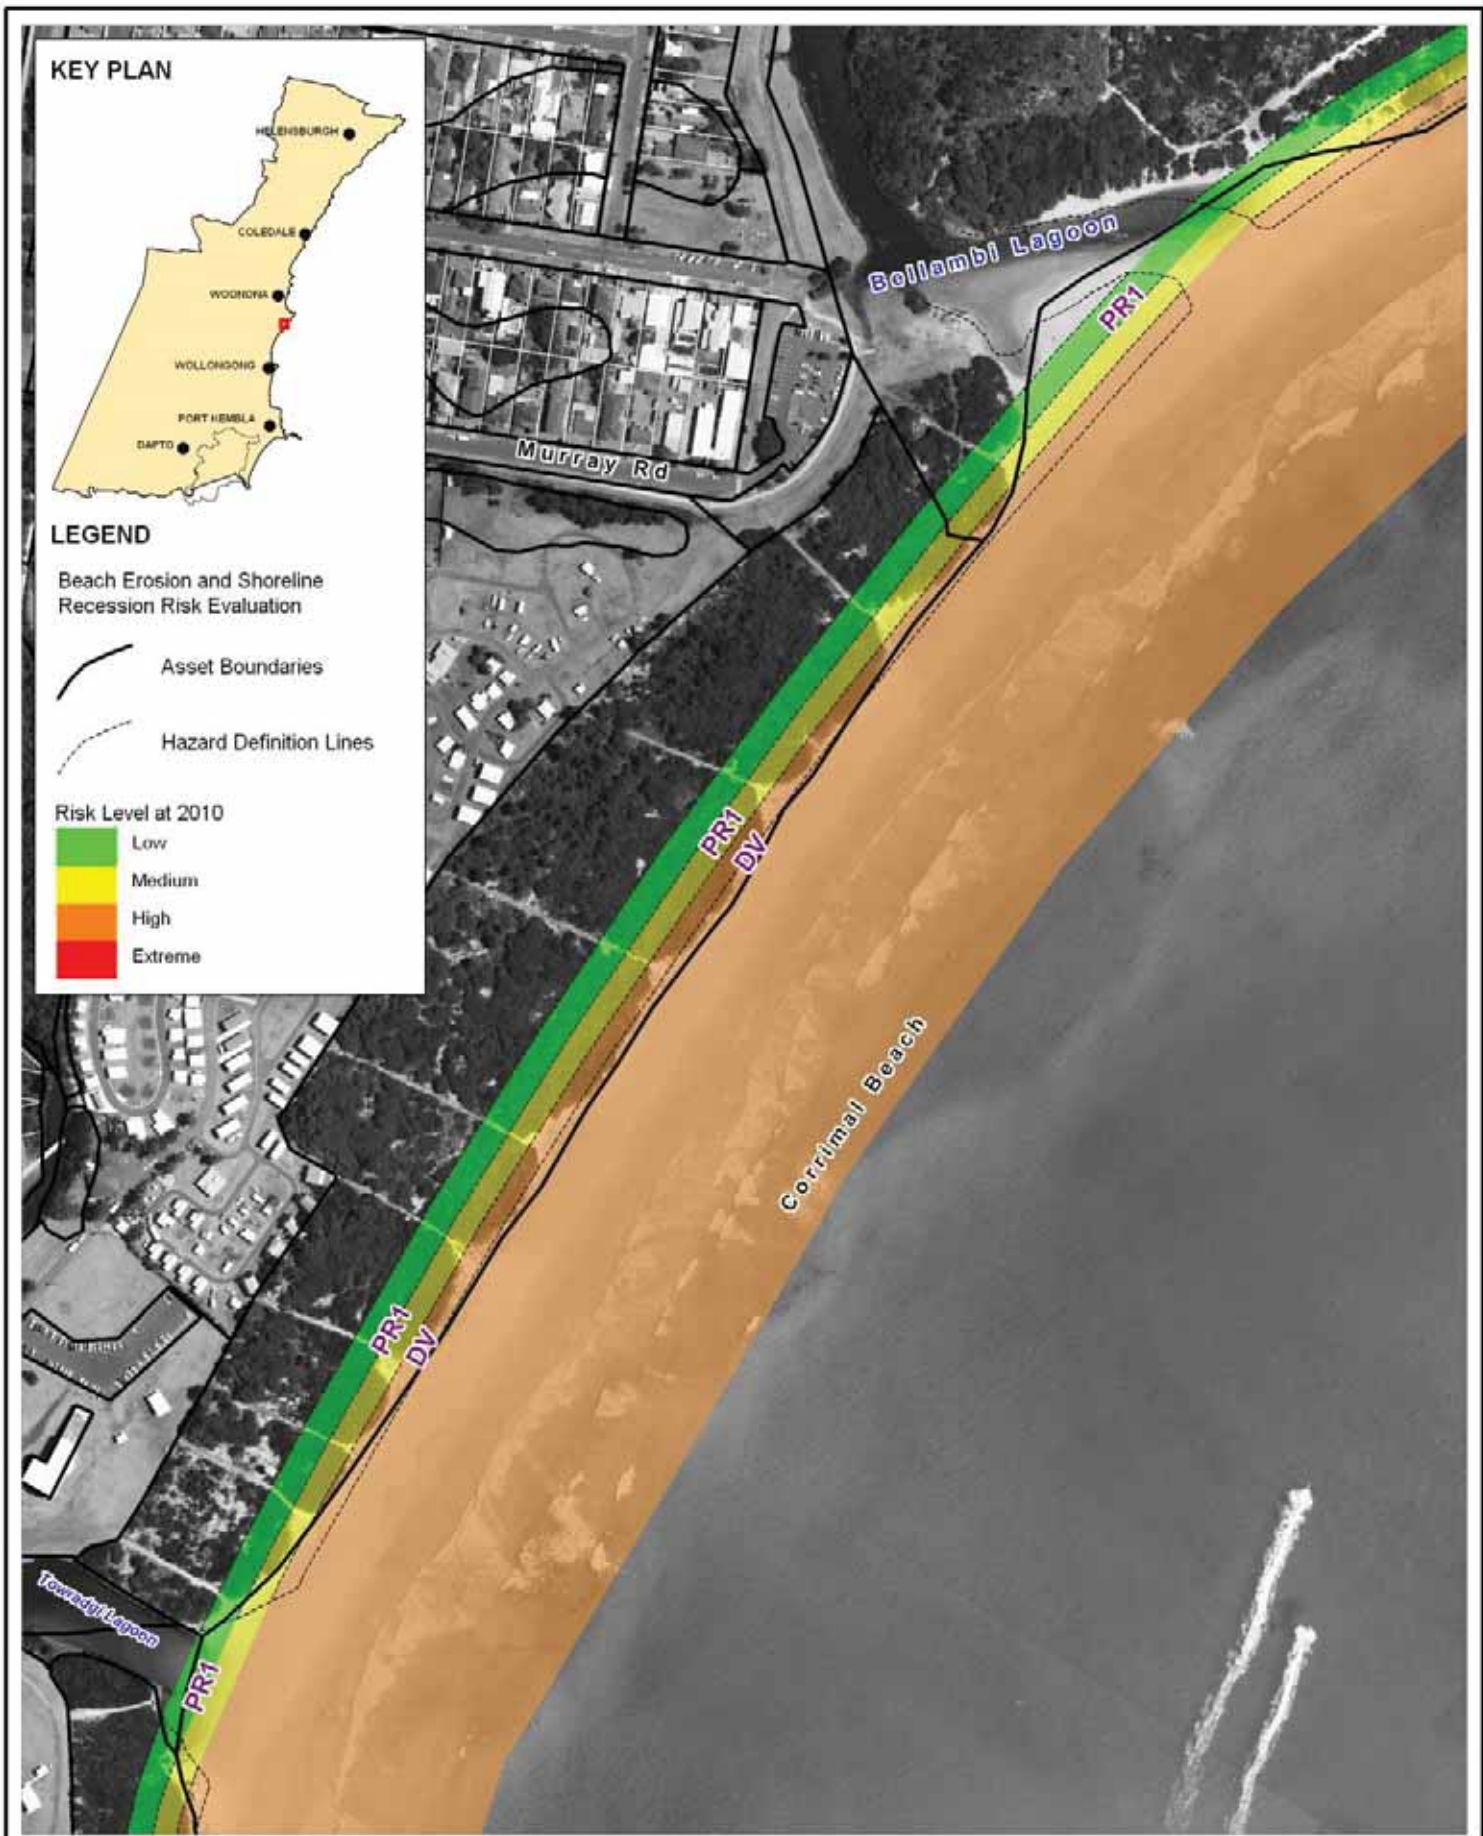 KEY PLAN
HELENSBURGH
COLEDALE
WOONONA
WOLLONGONG
PORT KEMBLA
DAPTO
LEGEND
Beach Erosion and Shoreline
Recession Risk Evaluation
Asset Boundaries
Hazard Definition Lines
Risk Level at 2010
Low
Medium
High
Extreme
Bellambi Lagoon
PR1
Murray Rd
PR1
DV
Corrimal Beach
PR1
DV
Towradgi Lagoon
PR1